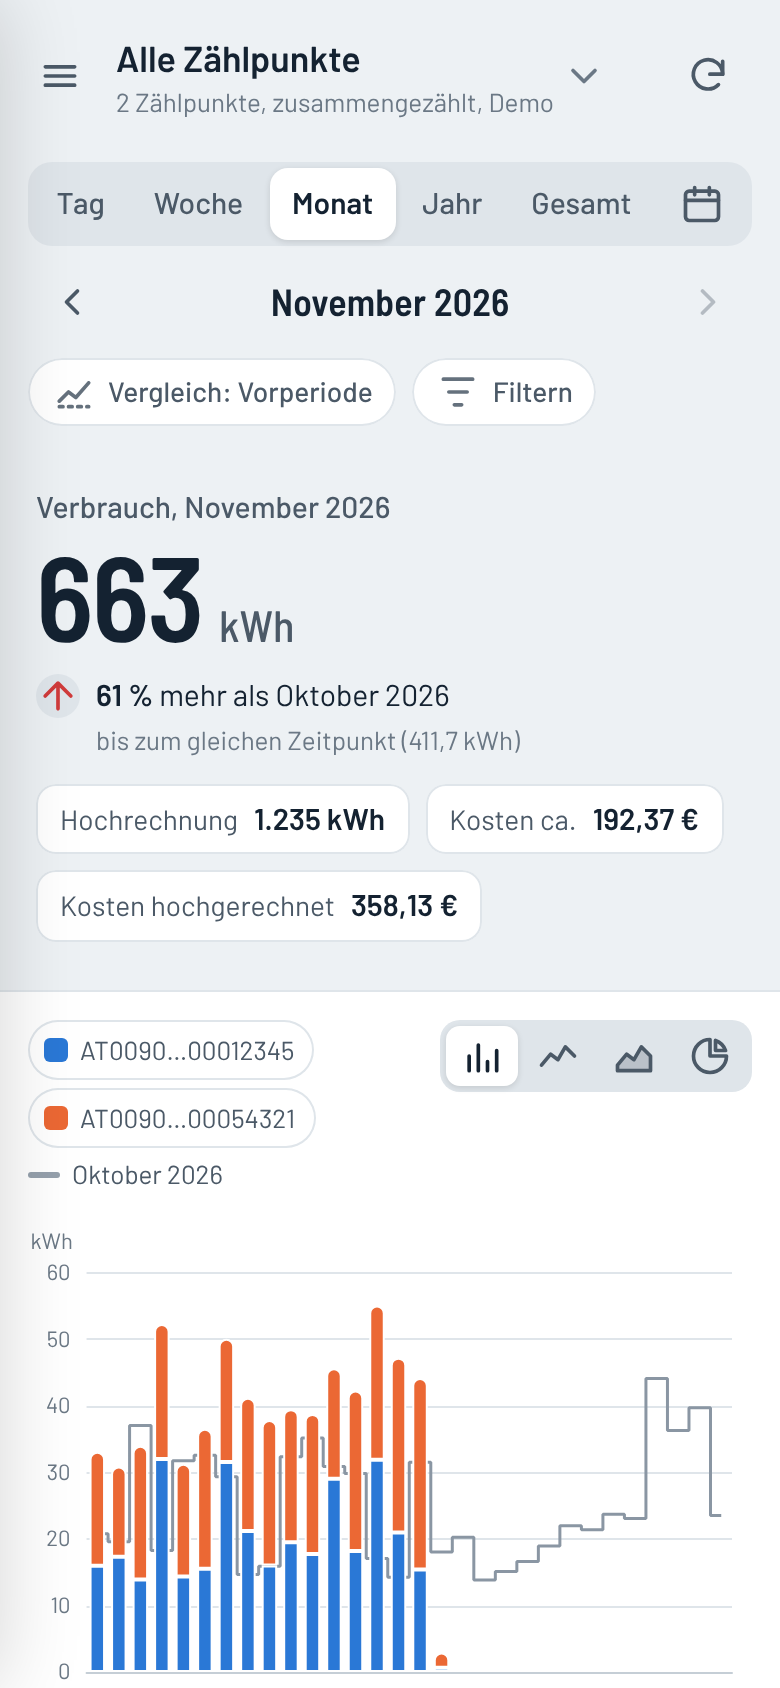 Alle Zählpunkte
2 Zählpunkte, zusammengezählt, Demo
Tag Woche Monat Jahr Gesamt
November 2026
Vergleich: Vorperiode Filtern
Verbrauch, November 2026
663 kWh
61 % mehr als Oktober 2026
bis zum gleichen Zeitpunkt (411,7 kWh)
Hochrechnung 1.235 kWh Kosten ca. 192,37 €
Kosten hochgerechnet 358,13 €
AT0090...00012345
AT0090...00054321
Oktober 2026
kWh
60
50
40
30
20
10
0